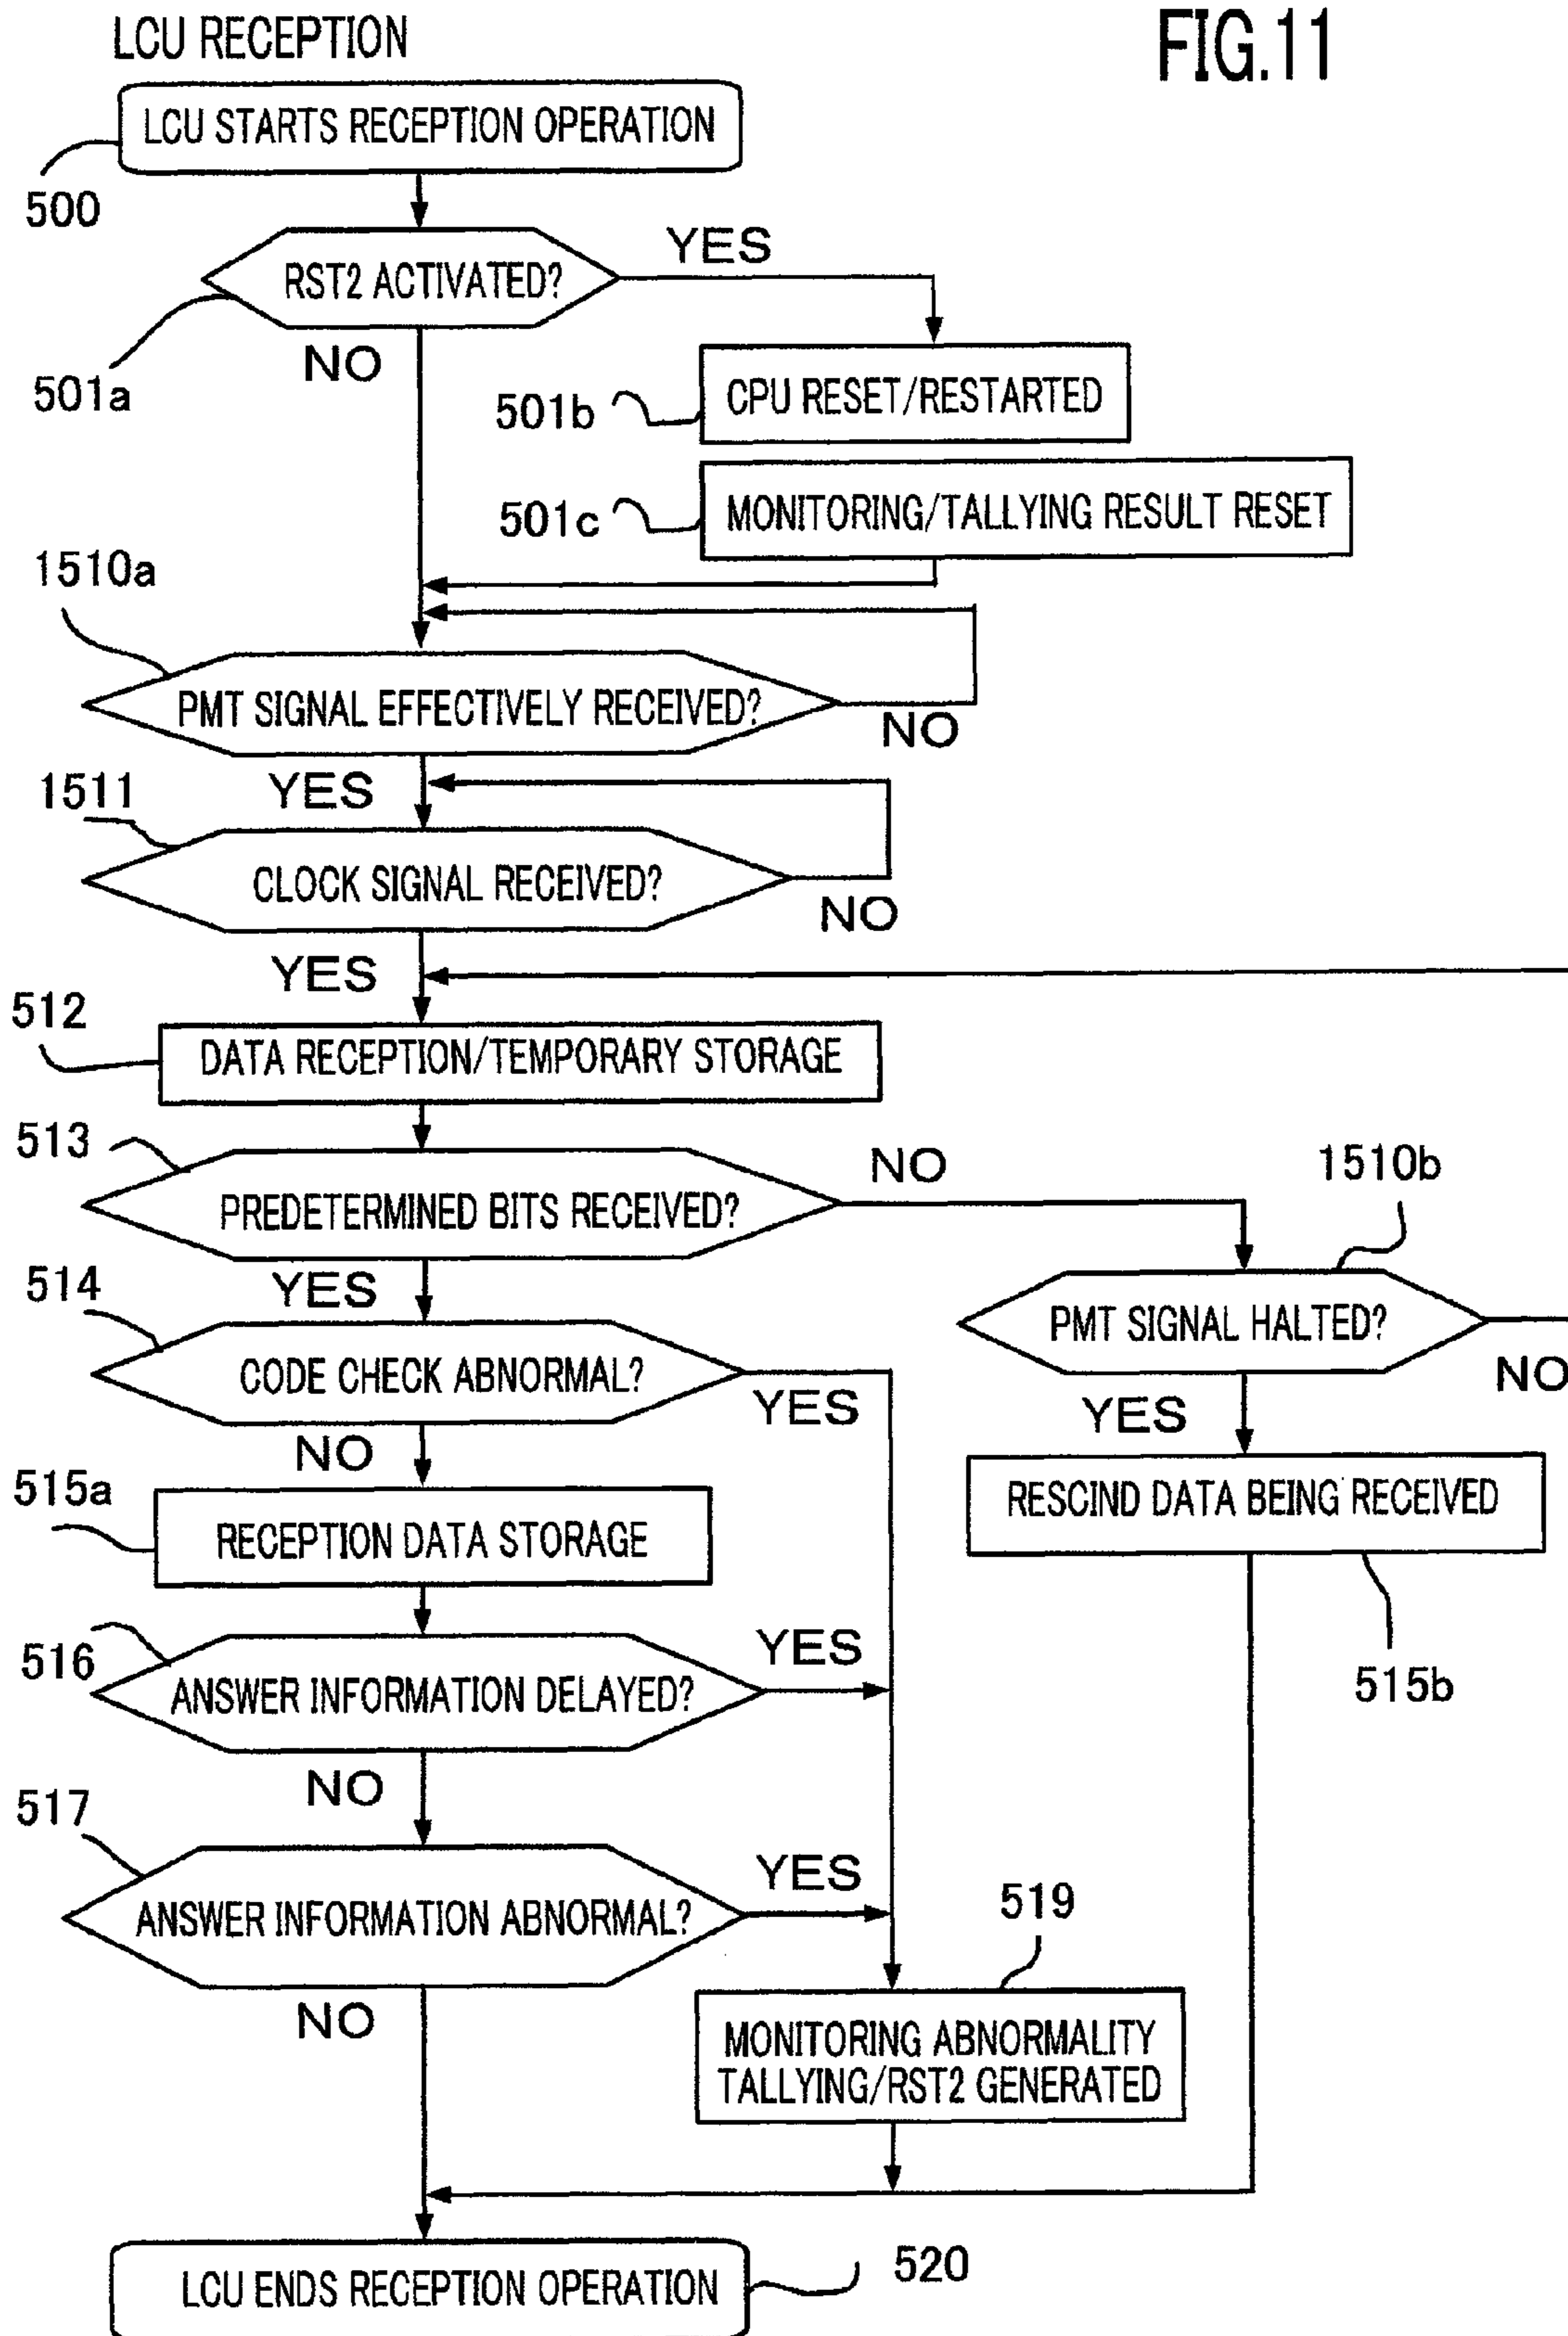 LCU RECEPTION
FIG.11
LCU STARTS RECEPTION OPERATION
500
RST2 ACTIVATED?
YES
NO
501a
501b
CPU RESET/RESTARTED
501c
MONITORING/TALLYING RESULT RESET
1510a
PMT SIGNAL EFFECTIVELY RECEIVED?
NO
YES
1511
CLOCK SIGNAL RECEIVED?
NO
YES
512
DATA RECEPTION/TEMPORARY STORAGE
513
PREDETERMINED BITS RECEIVED?
NO
1510b
YES
PMT SIGNAL HALTED?
NO
YES
514
CODE CHECK ABNORMAL?
YES
NO
RESCIND DATA BEING RECEIVED
515b
515a
RECEPTION DATA STORAGE
516
ANSWER INFORMATION DELAYED?
YES
NO
517
ANSWER INFORMATION ABNORMAL?
YES
NO
519
MONITORING ABNORMALITY
TALLYING/RST2 GENERATED
LCU ENDS RECEPTION OPERATION
520